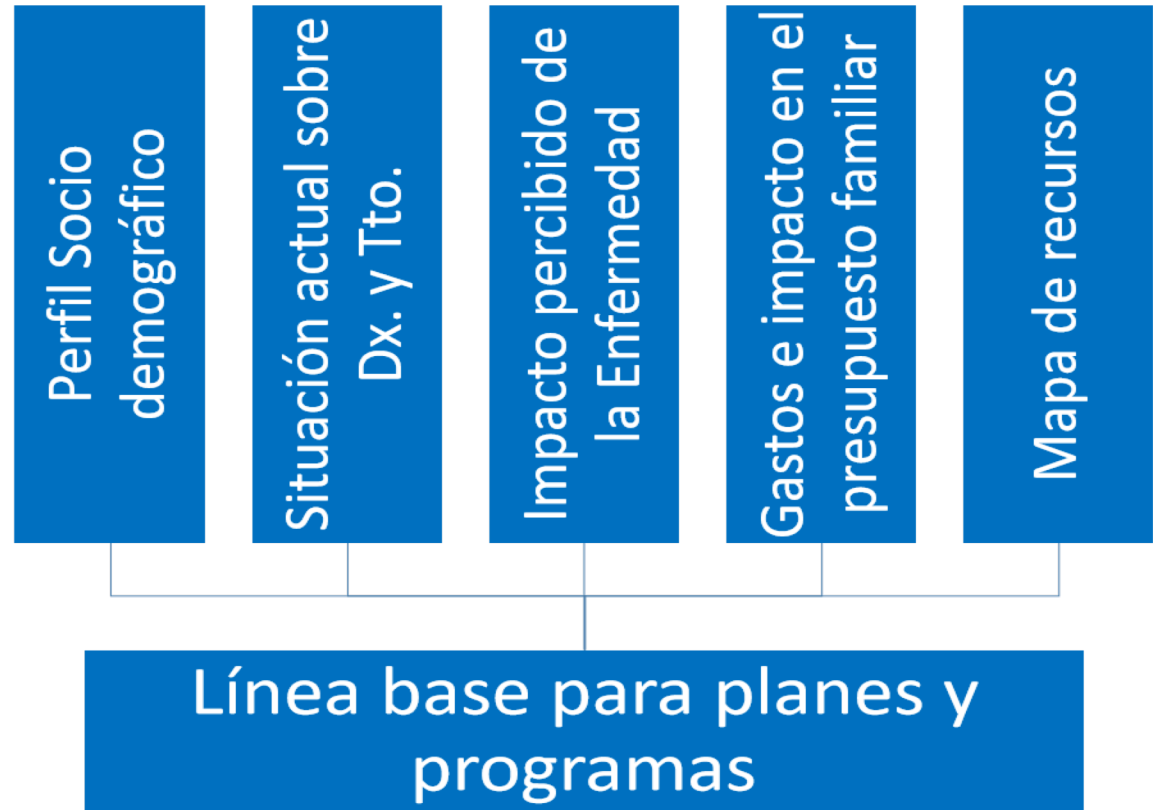 Perfil Socio
demográfico
Situación actual sobre
Dx. y Tto.
Impacto percibido de
la Enfermedad
Gastos e impacto en el
presupuesto familiar
Mapa de recursos
Línea base para planes y
programas